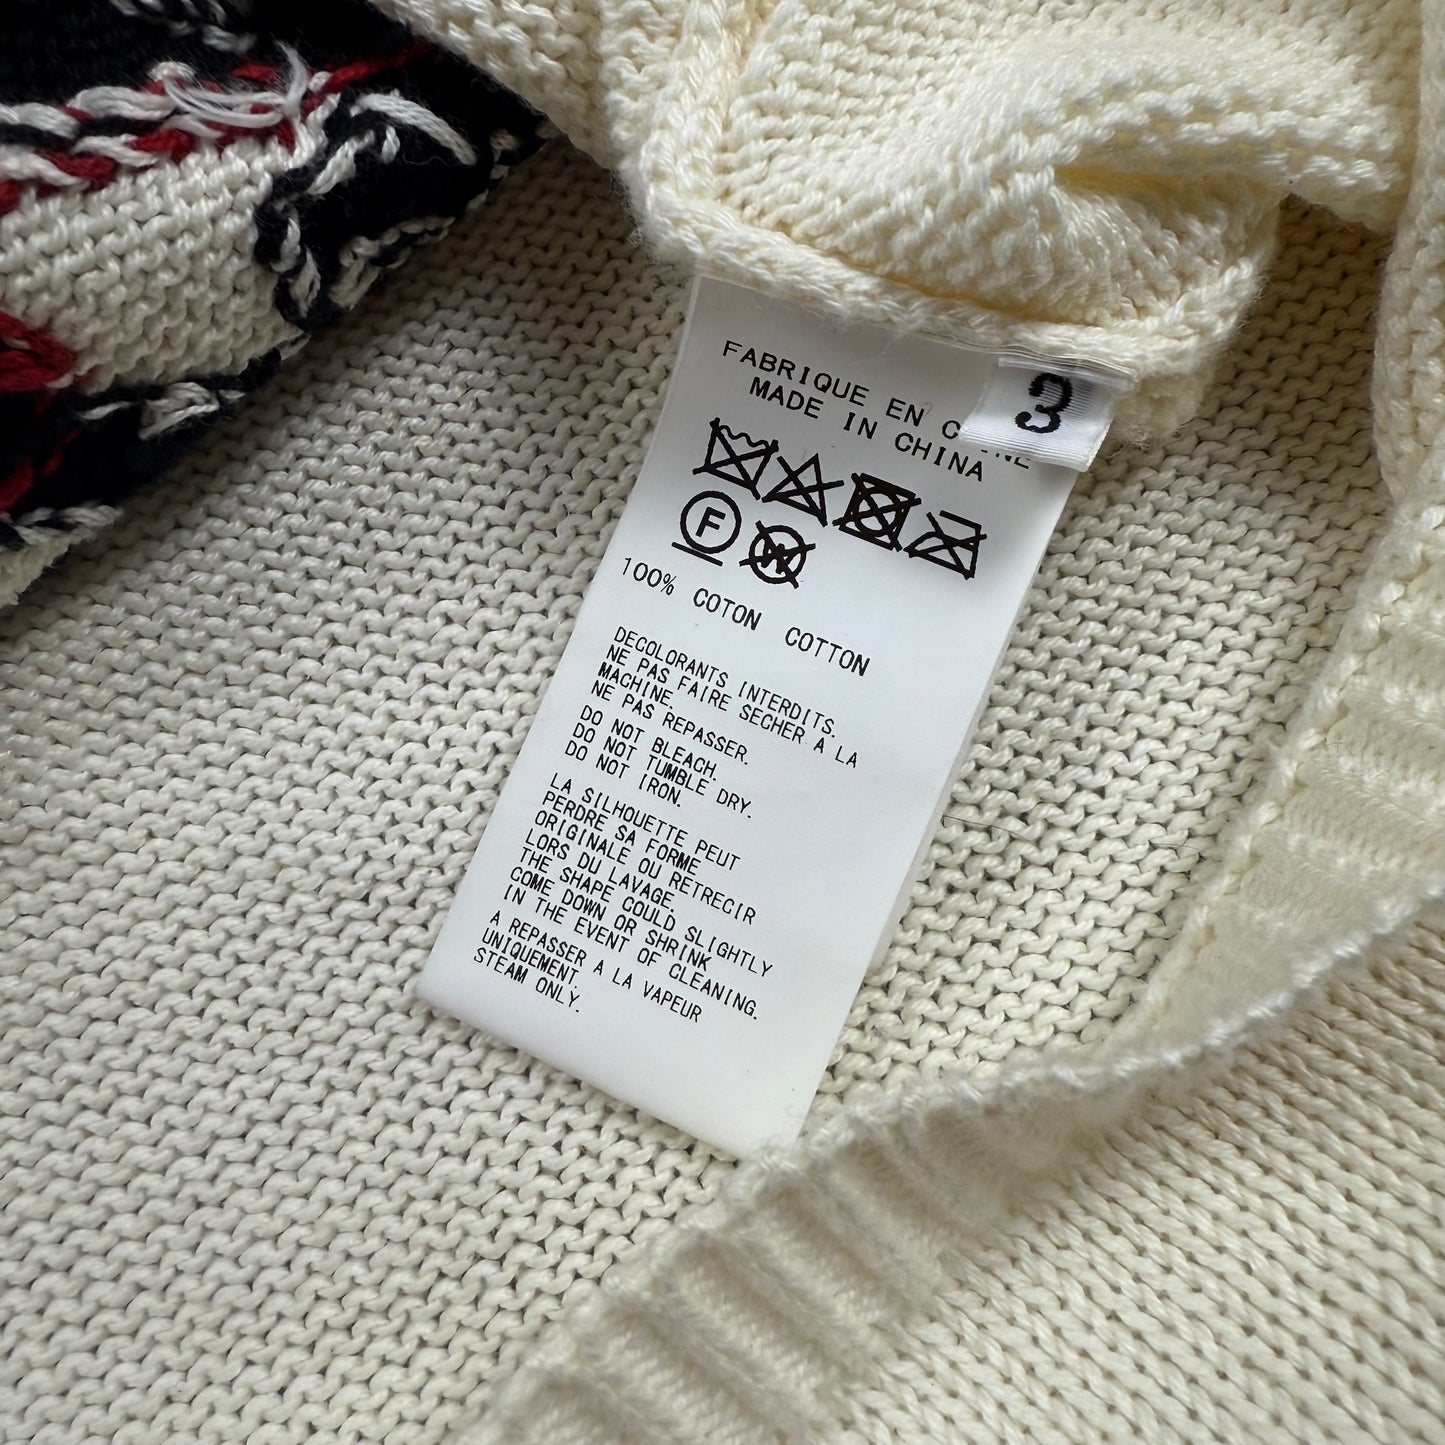 FABRIQUE EN
MADE IN CHINA
3
F
W
100% COTON COTTON
DECOLORANTS INTERDITS.
NE PAS FAIRE SECHER A LA
MACHINE.
NE PAS REPASSER.
DO NOT BLEACH.
DO NOT TUMBLE DRY.
DO NOT IRON.
LA SILHOUETTE PEUT
PERDRE SA FORME
ORIGINALE OU RETRECIR
LORS DU LAVAGE.
THE SHAPE COULD SLIGHTLY
COME DOWN OR SHRINK
IN THE EVENT OF CLEANING.
A REPASSER A LA VAPEUR
UNIQUEMENT.
STEAM ONLY.